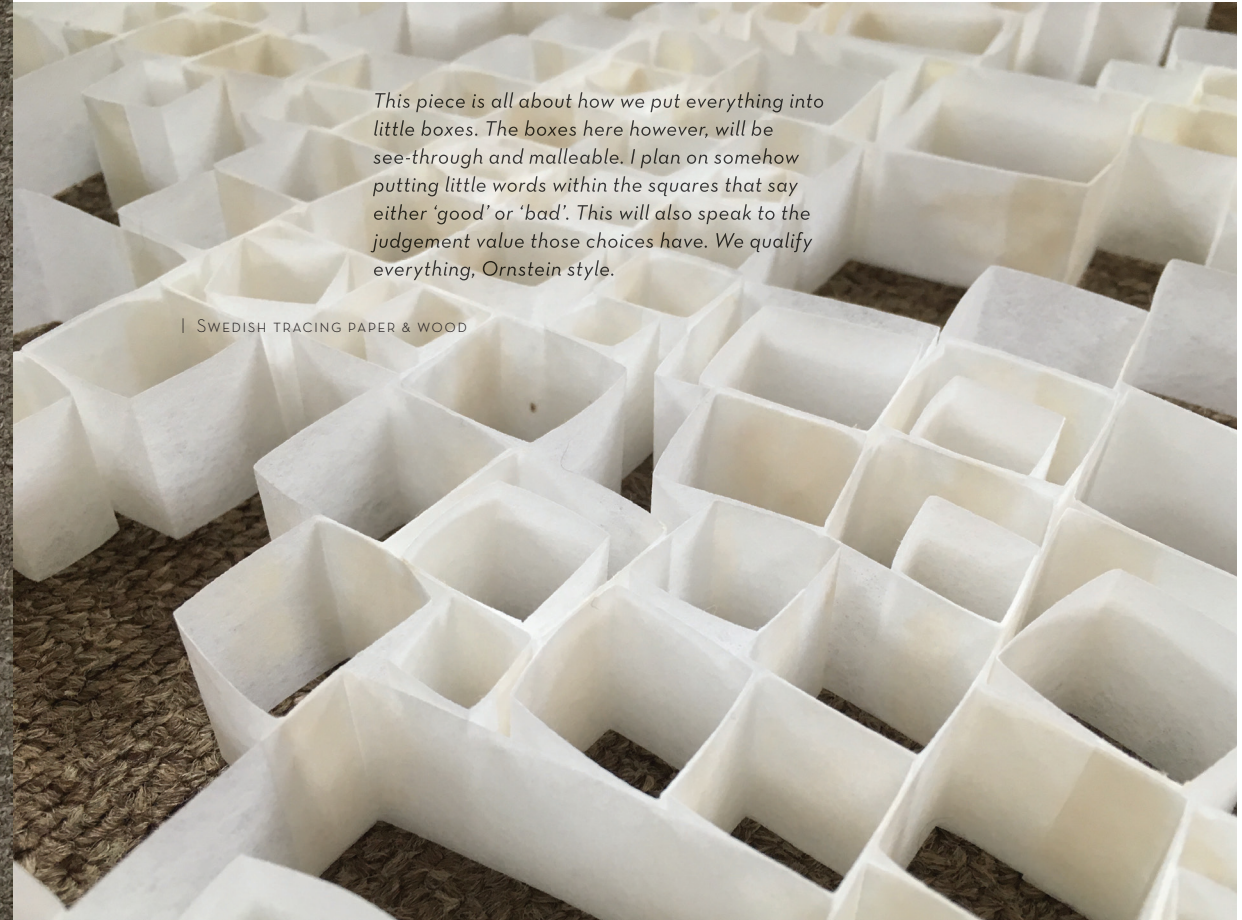 This piece is all about how we put everything into
little boxes. The boxes here however, will be
see-through and malleable. I plan on somehow
putting little words within the squares that say
either ‘good’ or ‘bad’. This will also speak to the
judgement value those choices have. We qualify
everything, Ornstein style.
| Swedish tracing paper & wood